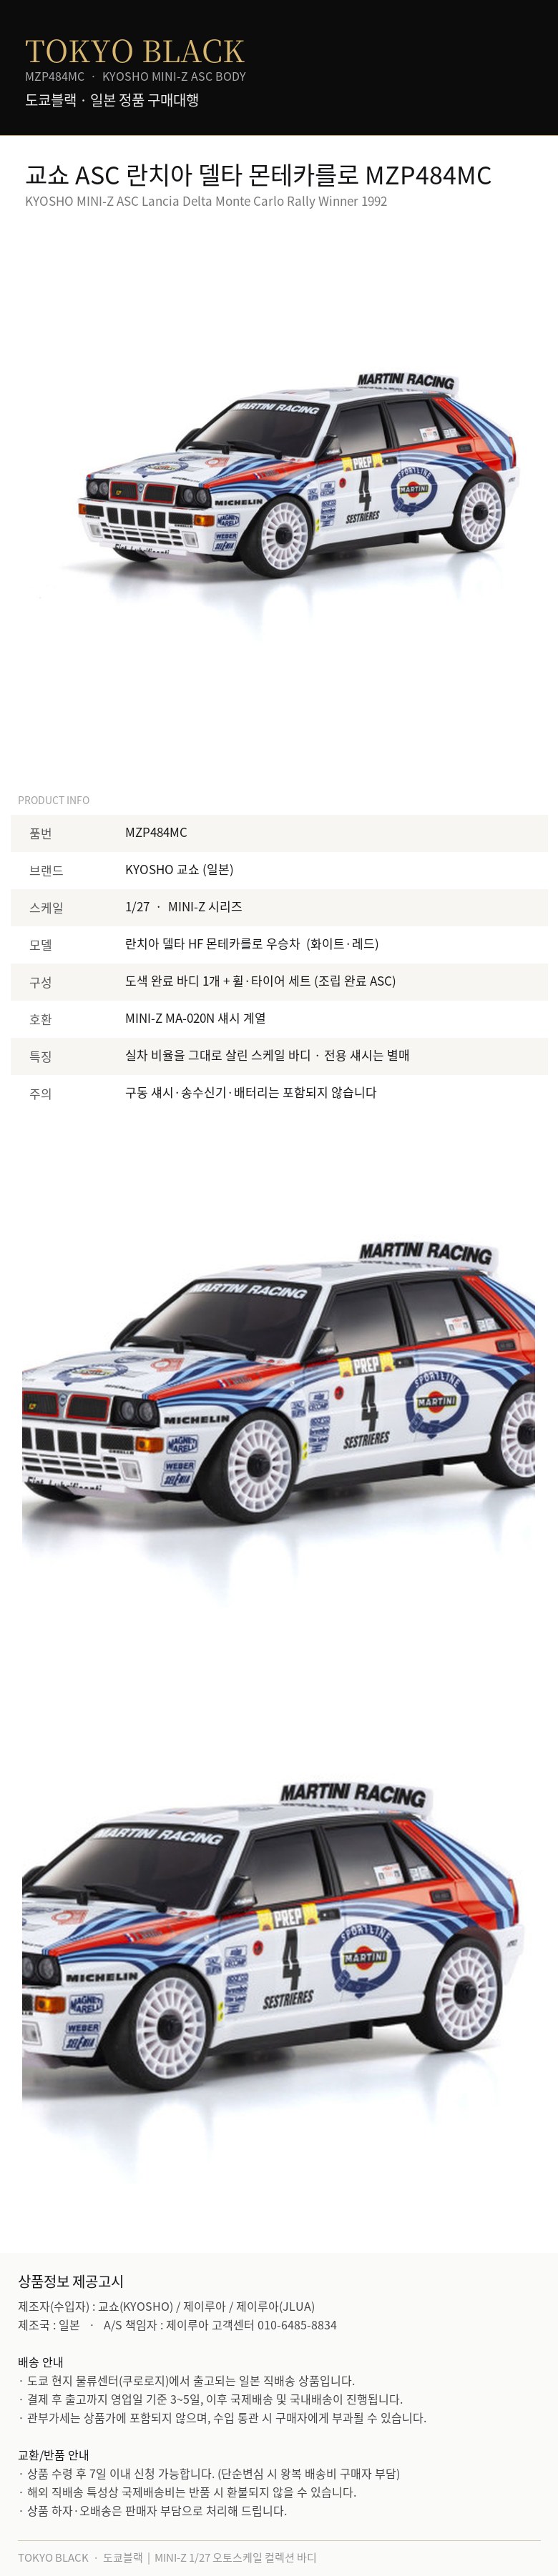 TOKYO BLACK
MZP484MC · KYOSHO MINI-Z ASC BODY
도쿄블랙 · 일본 정품 구매대행
교쇼 ASC 란치아 델타 몬테카를로 MZP484MC
KYOSHO MINI-Z ASC Lancia Delta Monte Carlo Rally Winner 1992
MARTINI RACING
MARTINI RACING
PREP
SPORTLINE
MARTINI
4
MICHELIN
SESTRIERES
MAGNETI
MARELLI
WEBER
SELENIA
PRODUCT INFO
품번 MZP484MC
브랜드 KYOSHO 교쇼 (일본)
스케일 1/27 · MINI-Z 시리즈
모델 란치아 델타 HF 몬테카를로 우승차 (화이트·레드)
구성 도색 완료 바디 1개 + 휠·타이어 세트 (조립 완료 ASC)
호환 MINI-Z MA-020N 섀시 계열
특징 실차 비율을 그대로 살린 스케일 바디 · 전용 섀시는 별매
주의 구동 섀시·송수신기·배터리는 포함되지 않습니다
MARTINI RACING
MARTINI RACING
PREP
SPORTLINE
MARTINI
4
MICHELIN
SESTRIERES
MAGNETI
MARELLI
WEBER
SELENIA
MARTINI RACING
MARTINI RACING
PREP
SPORTLINE
MARTINI
4
MICHELIN
SESTRIERES
MAGNETI
MARELLI
WEBER
SELENIA
상품정보 제공고시
제조자(수입자) : 교쇼(KYOSHO) / 제이루아 / 제이루아(JLUA)
제조국 : 일본 · A/S 책임자 : 제이루아 고객센터 010-6485-8834
배송 안내
· 도쿄 현지 물류센터(쿠로로지)에서 출고되는 일본 직배송 상품입니다.
· 결제 후 출고까지 영업일 기준 3~5일, 이후 국제배송 및 국내배송이 진행됩니다.
· 관부가세는 상품가에 포함되지 않으며, 수입 통관 시 구매자에게 부과될 수 있습니다.
교환/반품 안내
· 상품 수령 후 7일 이내 신청 가능합니다. (단순변심 시 왕복 배송비 구매자 부담)
· 해외 직배송 특성상 국제배송비는 반품 시 환불되지 않을 수 있습니다.
· 상품 하자·오배송은 판매자 부담으로 처리해 드립니다.
TOKYO BLACK · 도쿄블랙 | MINI-Z 1/27 오토스케일 컬렉션 바디